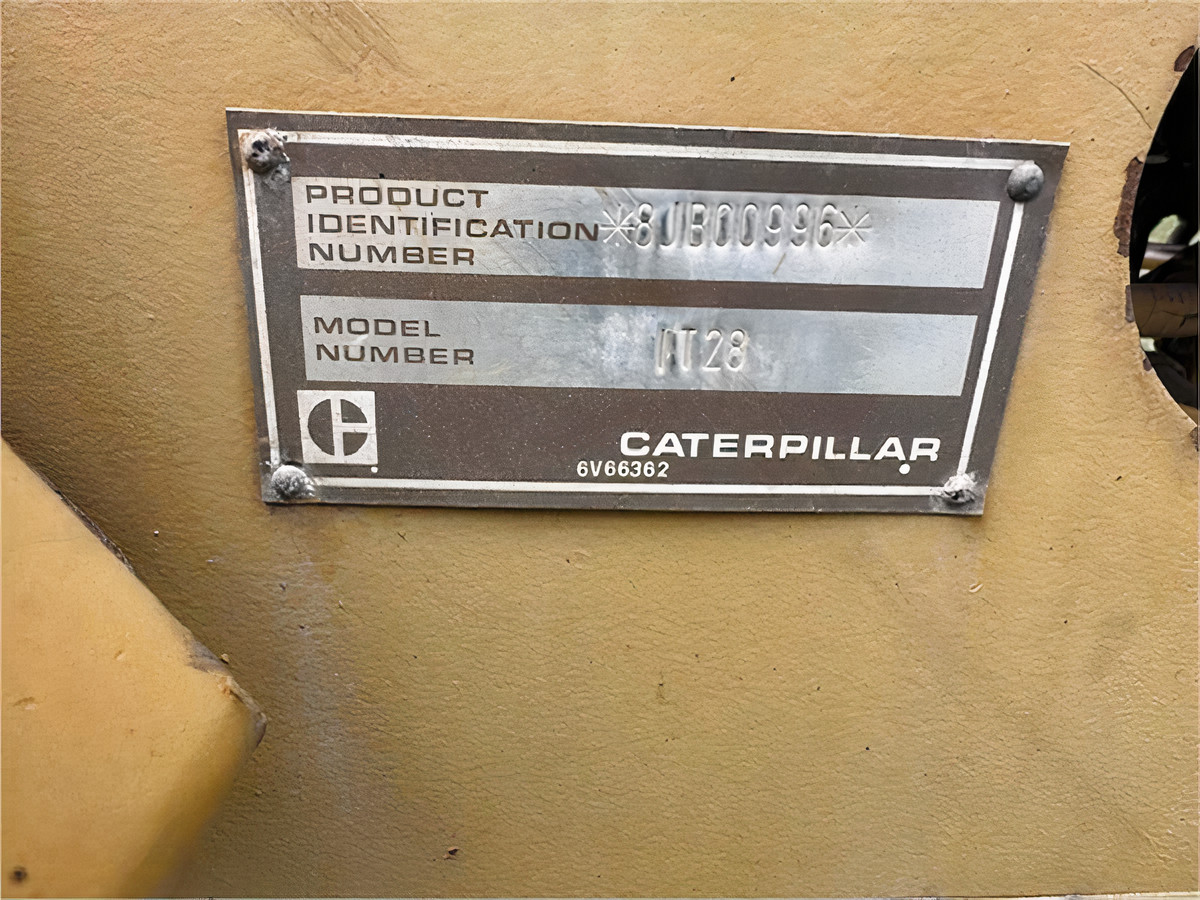 PRODUCT
IDENTIFICATION *8JB00996*
NUMBER
MODEL
NUMBER IT28
CATERPILLAR
6V66362